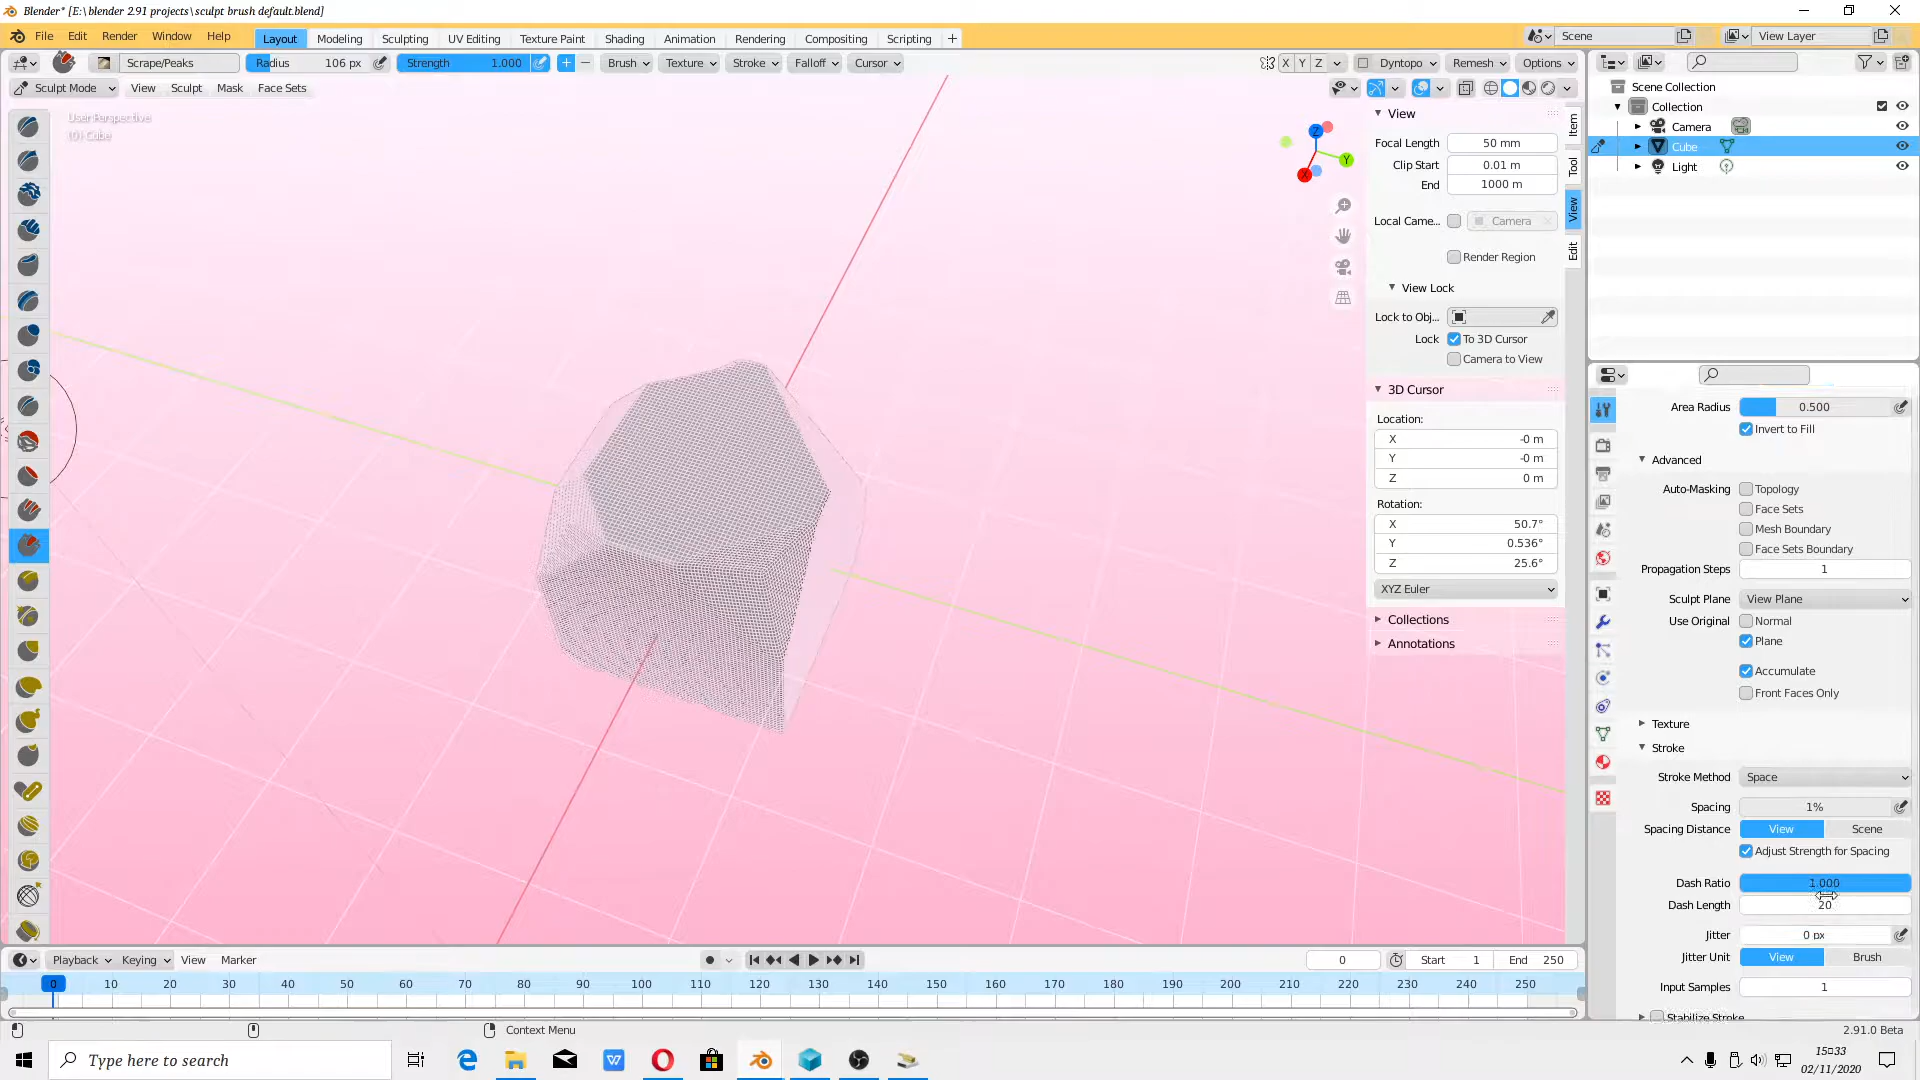 Blender* [E:\blender 2.91 projects\sculpt brush default.blend]
File Edit Render Window Help
Layout Modeling Sculpting UV Editing Texture Paint Shading Animation Rendering Compositing Scripting +
Scene
View Layer
Scrape/Peaks
Radius 106 px
Strength 1.000
Brush Texture Stroke Falloff Cursor
X Y Z
Dyntopo Remesh Options
Sculpt Mode View Sculpt Mask Face Sets
User Perspective
(0) Cube
Z
Y
X
View
Focal Length 50 mm
Clip Start 0.01 m
End 1000 m
Local Came... Camera
Render Region
View Lock
Lock to Obj...
Lock To 3D Cursor
Camera to View
3D Cursor
Location:
X -0 m
Y -0 m
Z 0 m
Rotation:
X 50.7°
Y 0.536°
Z 25.6°
XYZ Euler
Collections
Annotations
Item
Tool
View
Edit
Scene Collection
Collection
Camera
Cube
Light
Area Radius 0.500
Invert to Fill
Advanced
Auto-Masking Topology
Face Sets
Mesh Boundary
Face Sets Boundary
Propagation Steps 1
Sculpt Plane View Plane
Use Original Normal
Plane
Accumulate
Front Faces Only
Texture
Stroke
Stroke Method Space
Spacing 1%
Spacing Distance View Scene
Adjust Strength for Spacing
Dash Ratio 1.000
Dash Length 20
Jitter 0 px
Jitter Unit View Brush
Input Samples 1
Stabilize Stroke
Playback Keying View Marker
0 Start 1 End 250
0 10 20 30 40 50 60 70 80 90 100 110 120 130 140 150 160 170 180 190 200 210 220 230 240 250
Context Menu
2.91.0 Beta
Type here to search
15:33
02/11/2020